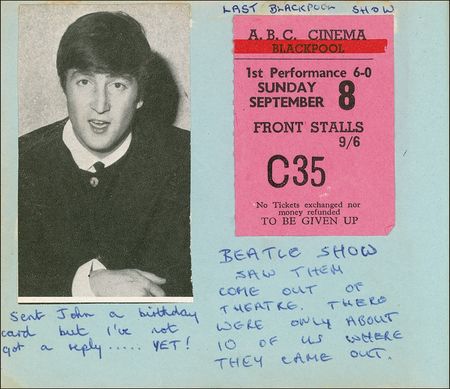 LAST BLACKPOOL SHOW
A. B. C. CINEMA
BLACKPOOL
1st Performance 6-0
SUNDAY
SEPTEMBER 8
FRONT STALLS
9/6
C35
No Tickets exchanged nor
money refunded
TO BE GIVEN UP
BEATLE SHOW
SAW THEM
COME OUT OF
THEATRE. THERE
WERE ONLY ABOUT
10 OF US WHERE
THEY CAME OUT.
Sent John a birthday
card but I've not
got a reply..... YET!